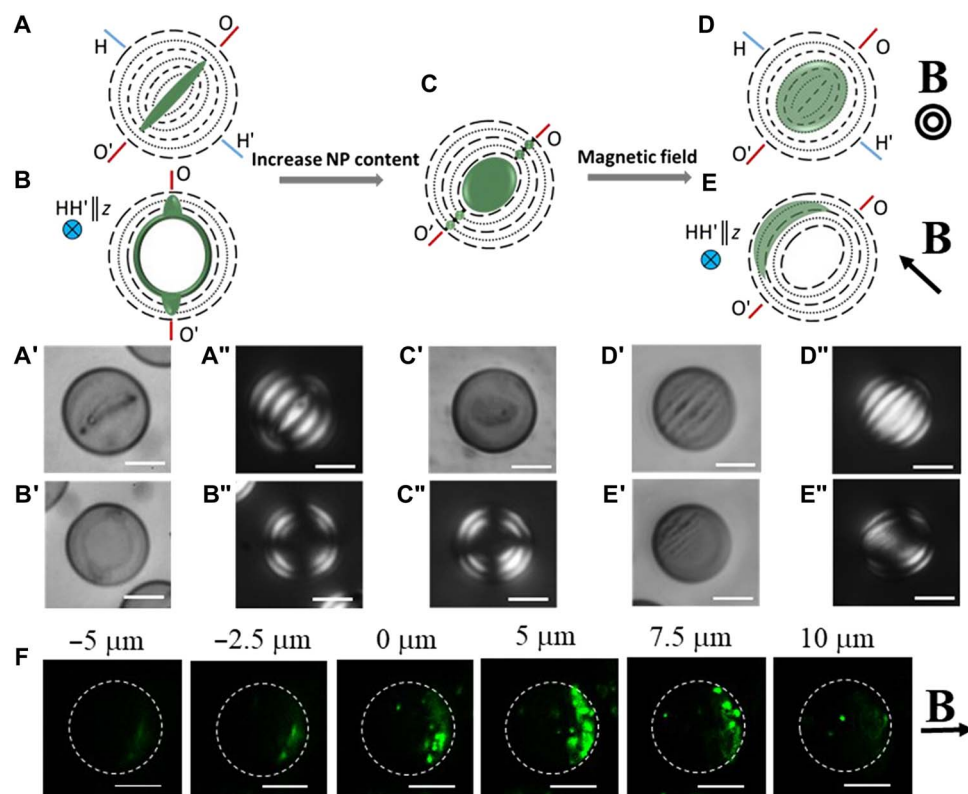 A
H
O
O'
H'
B
O
HH' ∥ z
O'
Increase NP content
C
O
O'
Magnetic field
D
H
O
B
O'
H'
E
HH' ∥ z
O
B
O'
A' A" C' D' D"
B' B" C" E' E"
F
−5 μm −2.5 μm 0 μm 5 μm 7.5 μm 10 μm
B